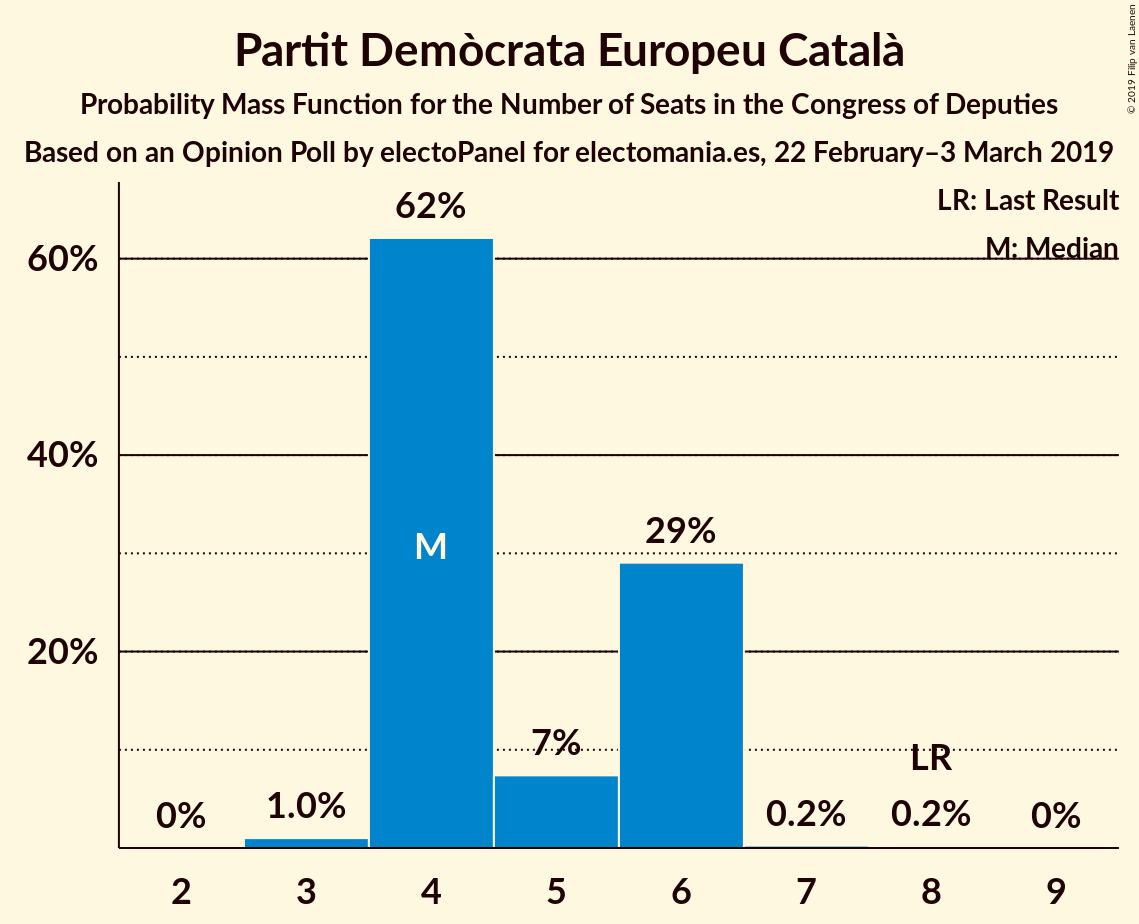 Partit Demòcrata Europeu Català
Probability Mass Function for the Number of Seats in the Congress of Deputies
Based on an Opinion Poll by electoPanel for electomania.es, 22 February–3 March 2019
© 2019 Filip van Laenen
LR: Last Result
M: Median
60%
40%
20%
0%
1.0%
62%
M
7%
29%
0.2%
LR
0.2%
0%
2 3 4 5 6 7 8 9